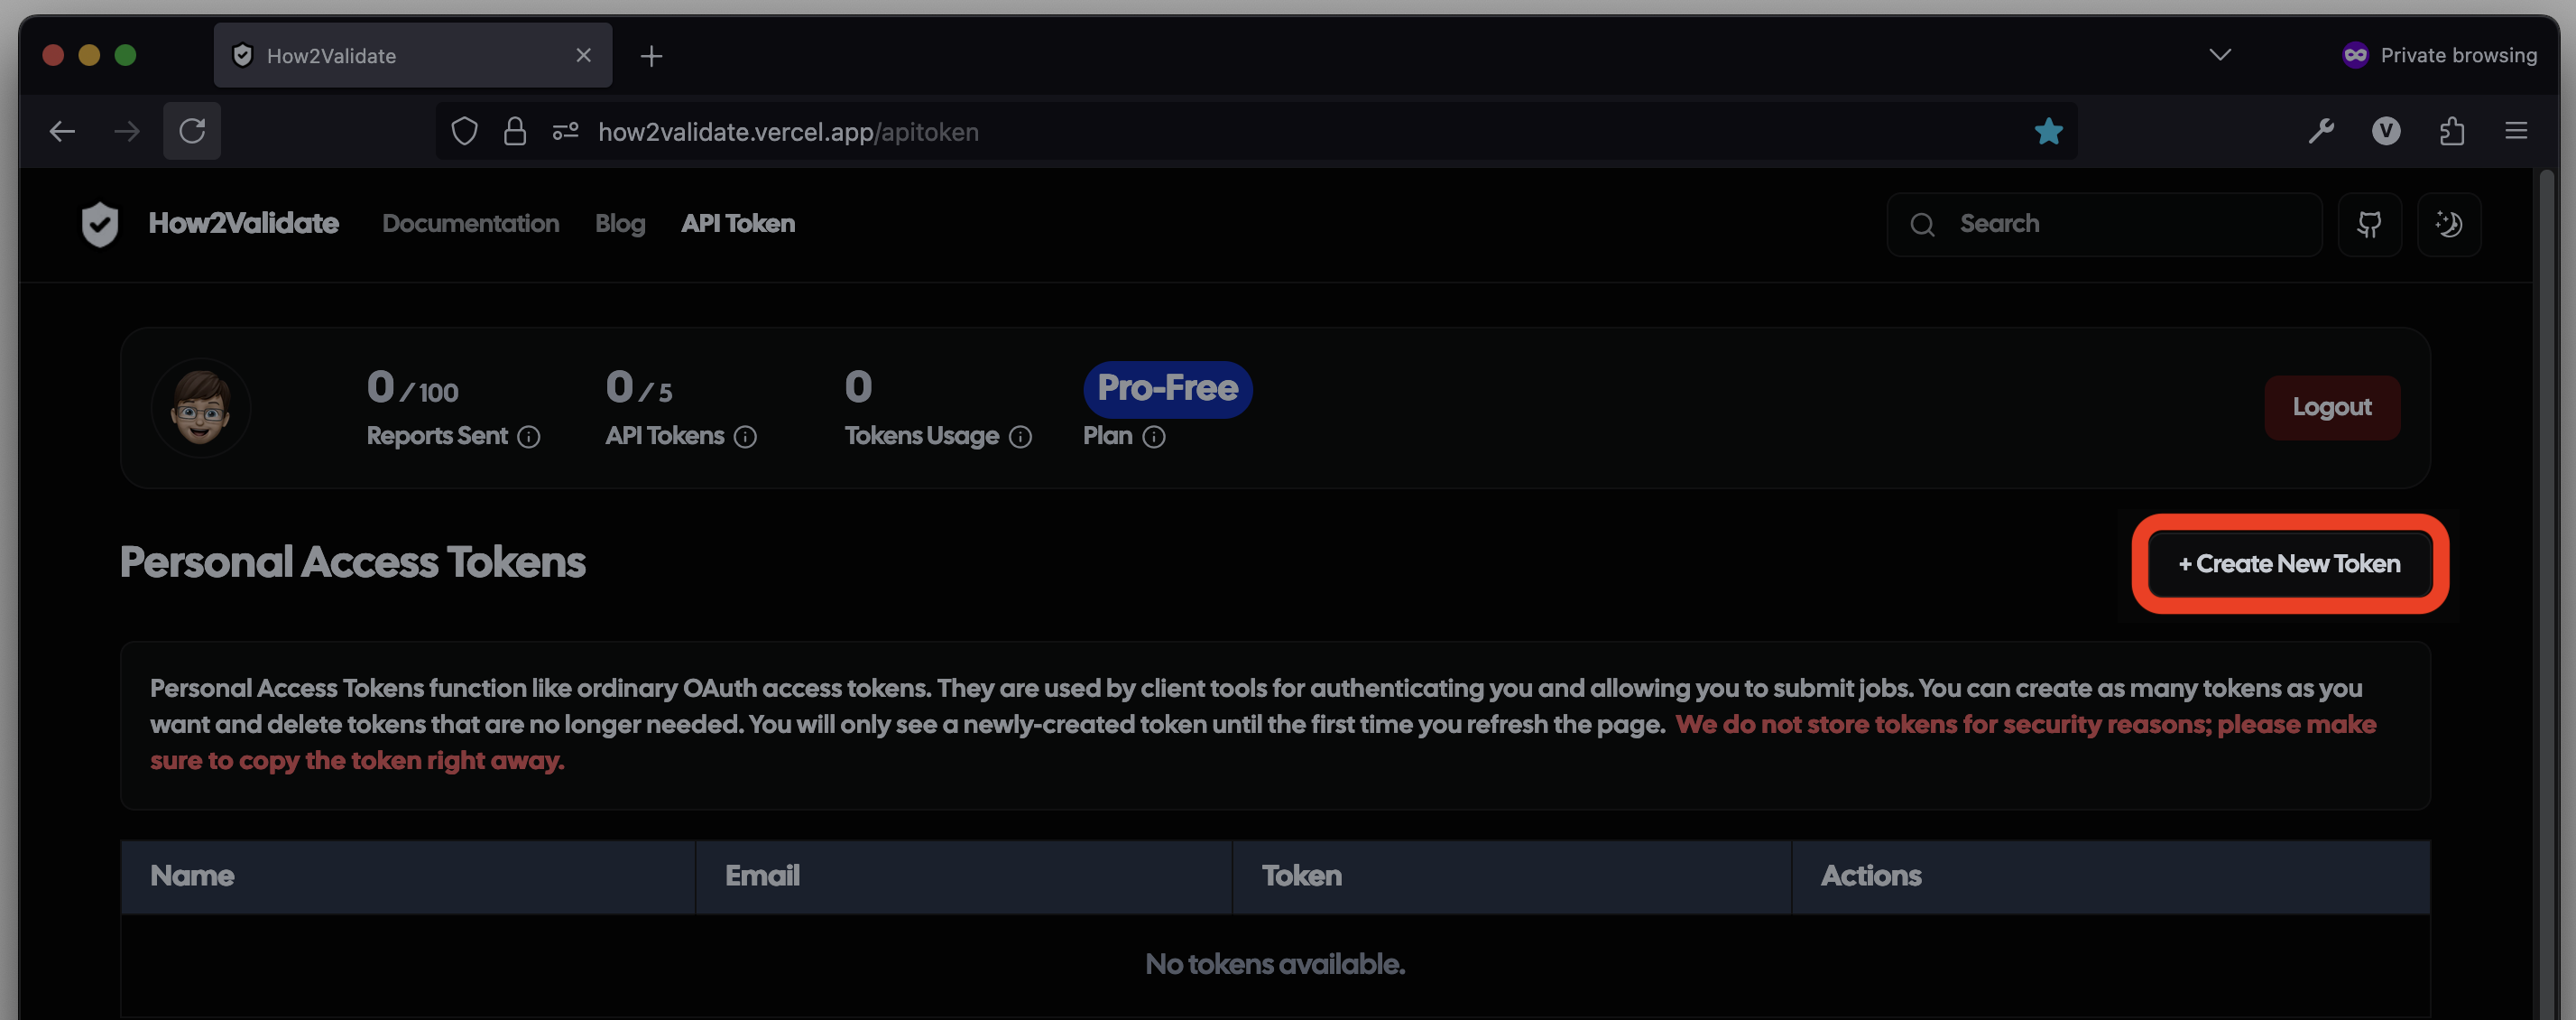 How2Validate
Private browsing
how2validate.vercel.app/apitoken
V
How2Validate Documentation Blog API Token Search
0/100 0/5 0 Pro-Free
Reports Sent API Tokens Tokens Usage Plan
Logout
Personal Access Tokens
+ Create New Token
Personal Access Tokens function like ordinary OAuth access tokens. They are used by client tools for authenticating you and allowing you to submit jobs. You can create as many tokens as you
want and delete tokens that are no longer needed. You will only see a newly-created token until the first time you refresh the page. We do not store tokens for security reasons; please make
sure to copy the token right away.
Name Email Token Actions
No tokens available.